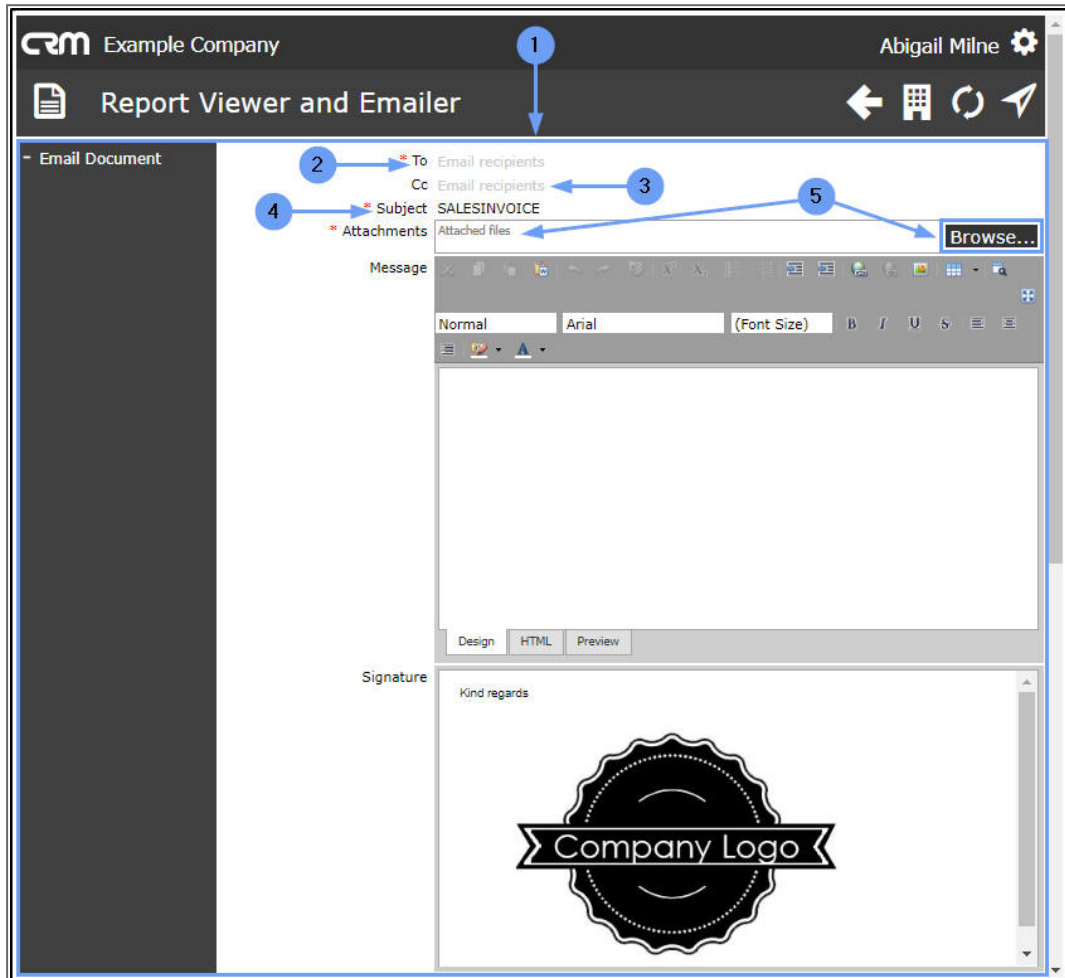 CRM Example Company 1 Abigail Milne
Report Viewer and Emailer
- Email Document
2 * To Email recipients
Cc Email recipients 3
4 * Subject SALESINVOICE 5
* Attachments Attached files Browse...
Message
Normal Arial (Font Size) B I U S
A
Design HTML Preview
Signature
Kind regards
Company Logo